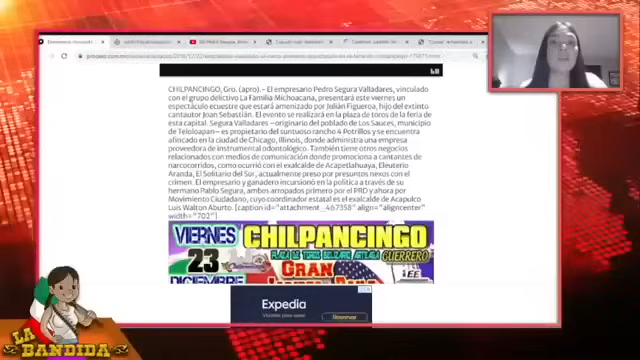 CHILPANCINGO, Gro. (apro).- El empresario Pedro Segura Valladares, vinculado
con el grupo delictivo La Familia Michoacana, presentará este viernes un
espectáculo ecuestre que estará amenizado por Julián Figueroa, hijo del extinto
cantautor Joan Sebastián. El evento se realizará en la plaza de toros de la feria de
esta capital. Segura Valladares –originario del poblado de Los Sauces, municipio
de Teloloapan– es propietario del suntuoso rancho 4 Potrillos y se encuentra
afincado en la ciudad de Chicago, Illinois, donde administra una empresa
proveedora de instrumental odontológico. También tiene otros negocios
relacionados con medios de comunicación donde promociona a cantantes de
narcocorridos, como ocurrió con el exalcalde de Acapetlahuaya, Eleuterio
Aranda, El Solitario del Sur, actualmente preso por presuntos nexos con el
crimen. El empresario y ganadero incursionó en la política a través de su
hermano Pablo Segura, ambos arropados primero por el PRD y ahora por
Movimiento Ciudadano, cuyo coordinador estatal es el exalcalde de Acapulco
Luis Walton Aburto. [caption id="attachment_467358" align="aligncenter"
width="702"]
VIERNES
23
DICIEMBRE
CHILPANCINGO
PLAZA DE TOROS BELISARIO ARTEAGA GUERRERO
GRAN
Expedia
Reservar
LA
BANDIDA